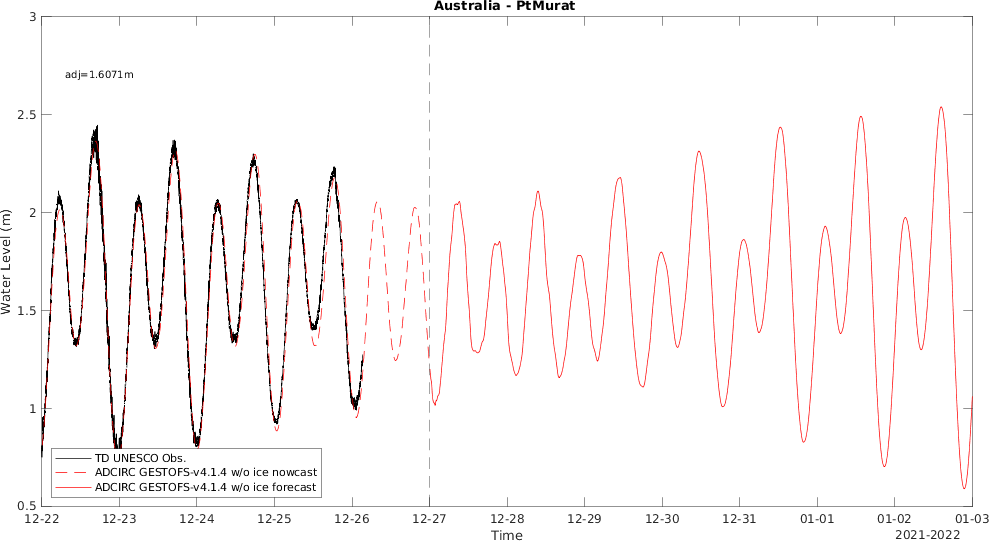 Australia - PtMurat
adj=1.6071m
Water Level (m)
3
2.5
2
1.5
1
0.5
TD UNESCO Obs.
ADCIRC GESTOFS-v4.1.4 w/o ice nowcast
ADCIRC GESTOFS-v4.1.4 w/o ice forecast
12-22 12-23 12-24 12-25 12-26 12-27 12-28 12-29 12-30 12-31 01-01 01-02 01-03
Time
2021-2022